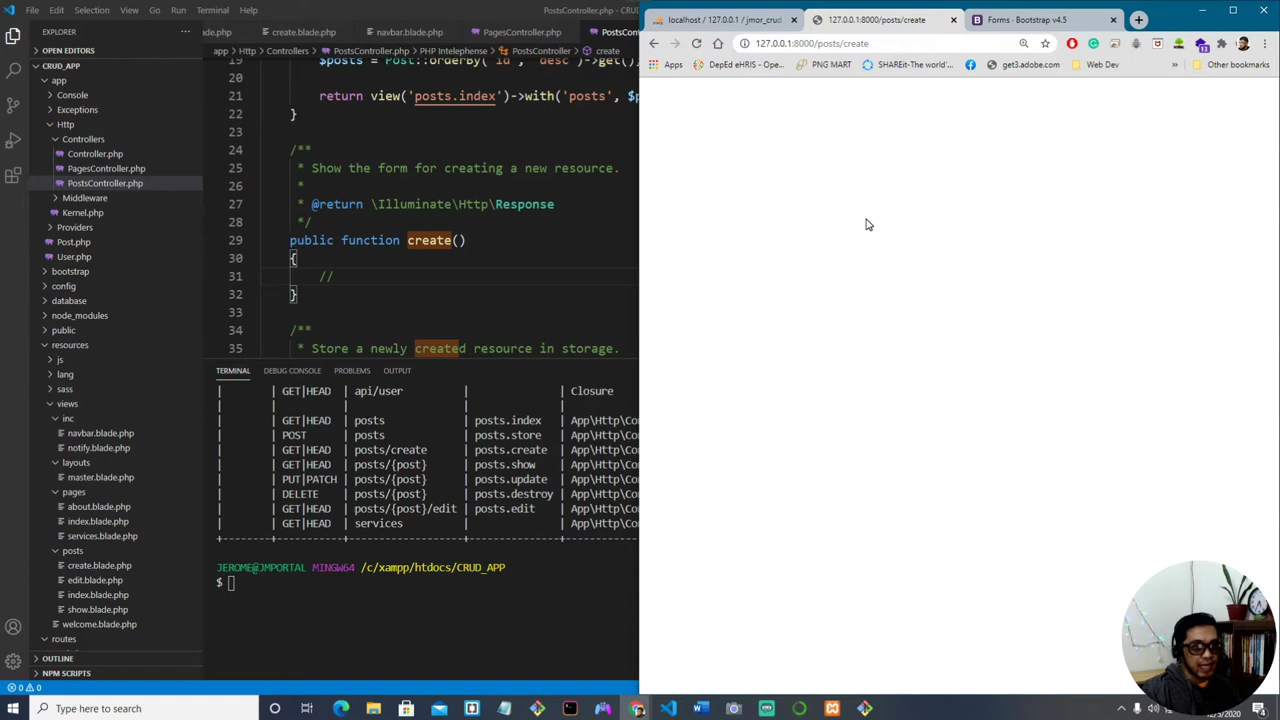 File Edit Selection View Go Run Terminal PostsController.php - CRUD_APP
localhost / 127.0.0.1 / jmor_crud 127.0.0.1:8000/posts/create Forms · Bootstrap v4.5
127.0.0.1:8000/posts/create
Apps DepEd eHRIS - Ope... PNG MART SHAREit-The world'... get3.adobe.com Web Dev » Other bookmarks
EXPLORER
OPEN EDITORS
CRUD_APP
app
Console
Exceptions
Http
Controllers
Controller.php
PagesController.php
PostsController.php
Middleware
Kernel.php
Providers
Post.php
User.php
bootstrap
config
database
node_modules
public
resources
js
lang
sass
views
inc
navbar.blade.php
notify.blade.php
layouts
master.blade.php
pages
about.blade.php
index.blade.php
services.blade.php
posts
create.blade.php
edit.blade.php
index.blade.php
show.blade.php
welcome.blade.php
routes
OUTLINE
NPM SCRIPTS
create.blade.php navbar.blade.php PagesController.php
app > Http > Controllers > PostsController.php > PHP Intelephense > PostsController > create
19 $posts = Post::orderBy('id', 'desc')->get()
20
21 return view('posts.index')->with('posts', $p
22 }
23
24 /**
25 * Show the form for creating a new resource.
26 *
27 * @return \Illuminate\Http\Response
28 */
29 public function create()
30 {
31 //
32 }
33
34 /**
35 * Store a newly created resource in storage.
TERMINAL DEBUG CONSOLE PROBLEMS OUTPUT
| | GET|HEAD | api/user | | Closure
| | | | |
| | GET|HEAD | posts | posts.index | App\Http\Co
| | POST | posts | posts.store | App\Http\Co
| | GET|HEAD | posts/create | posts.create | App\Http\Co
| | GET|HEAD | posts/{post} | posts.show | App\Http\Co
| | PUT|PATCH | posts/{post} | posts.update | App\Http\Co
| | DELETE | posts/{post} | posts.destroy | App\Http\Co
| | GET|HEAD | posts/{post}/edit | posts.edit | App\Http\Co
| | GET|HEAD | services | | App\Http\Co
JEROME@JMPORTAL MINGW64 /c/xampp/htdocs/CRUD_APP
$
0 0
Type here to search